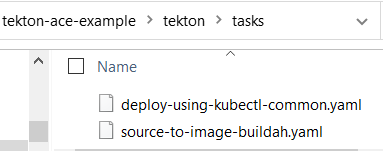 tekton-ace-example > tekton > tasks
Name
deploy-using-kubectl-common.yaml
source-to-image-buildah.yaml